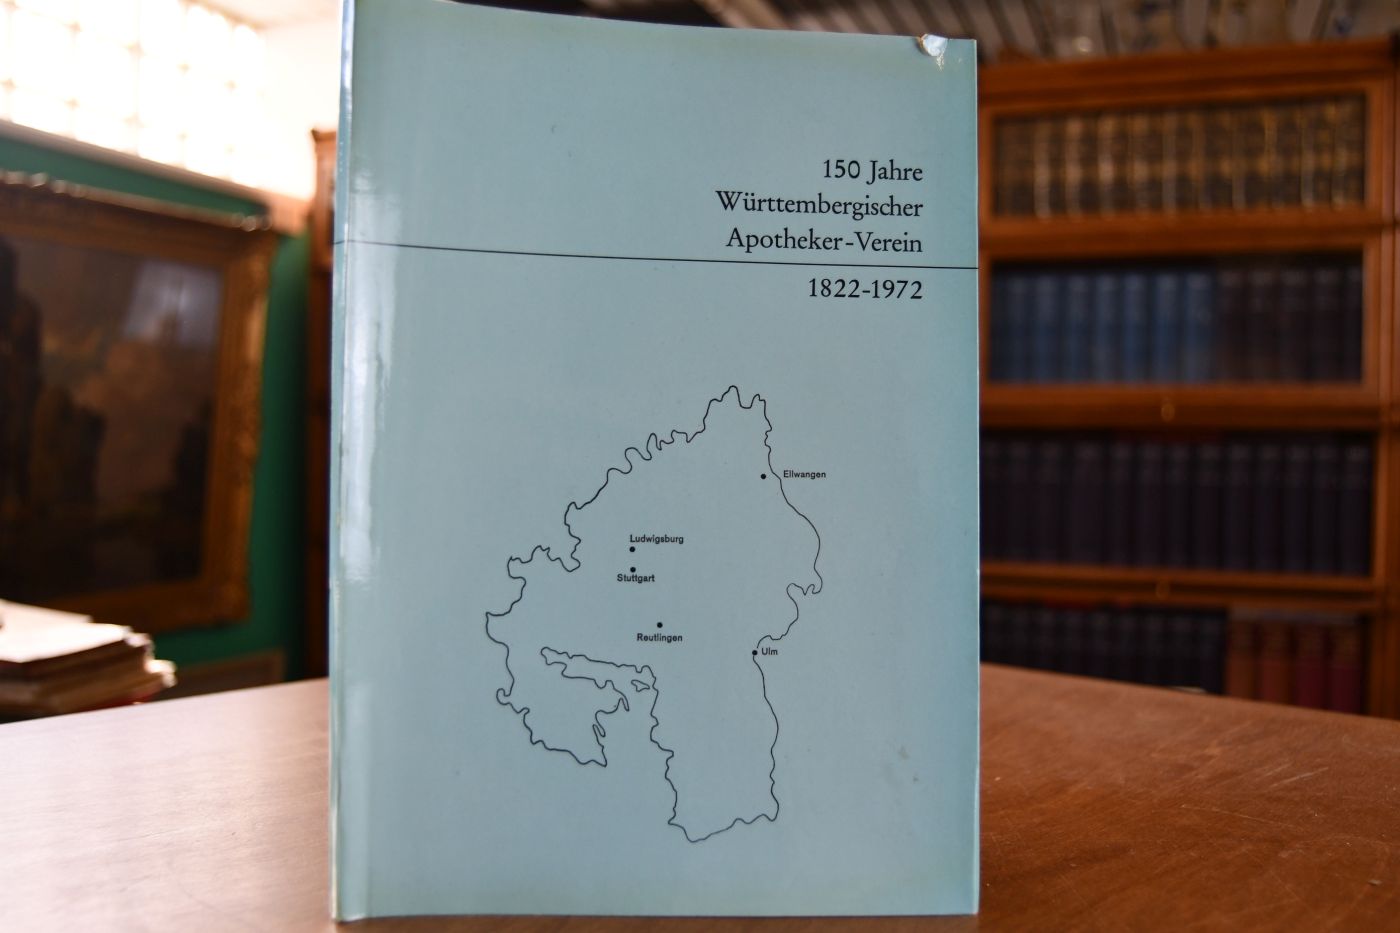 150 Jahre
Württembergischer
Apotheker-Verein
1822-1972
Ellwangen
Ludwigsburg
Stuttgart
Reutlingen
Ulm